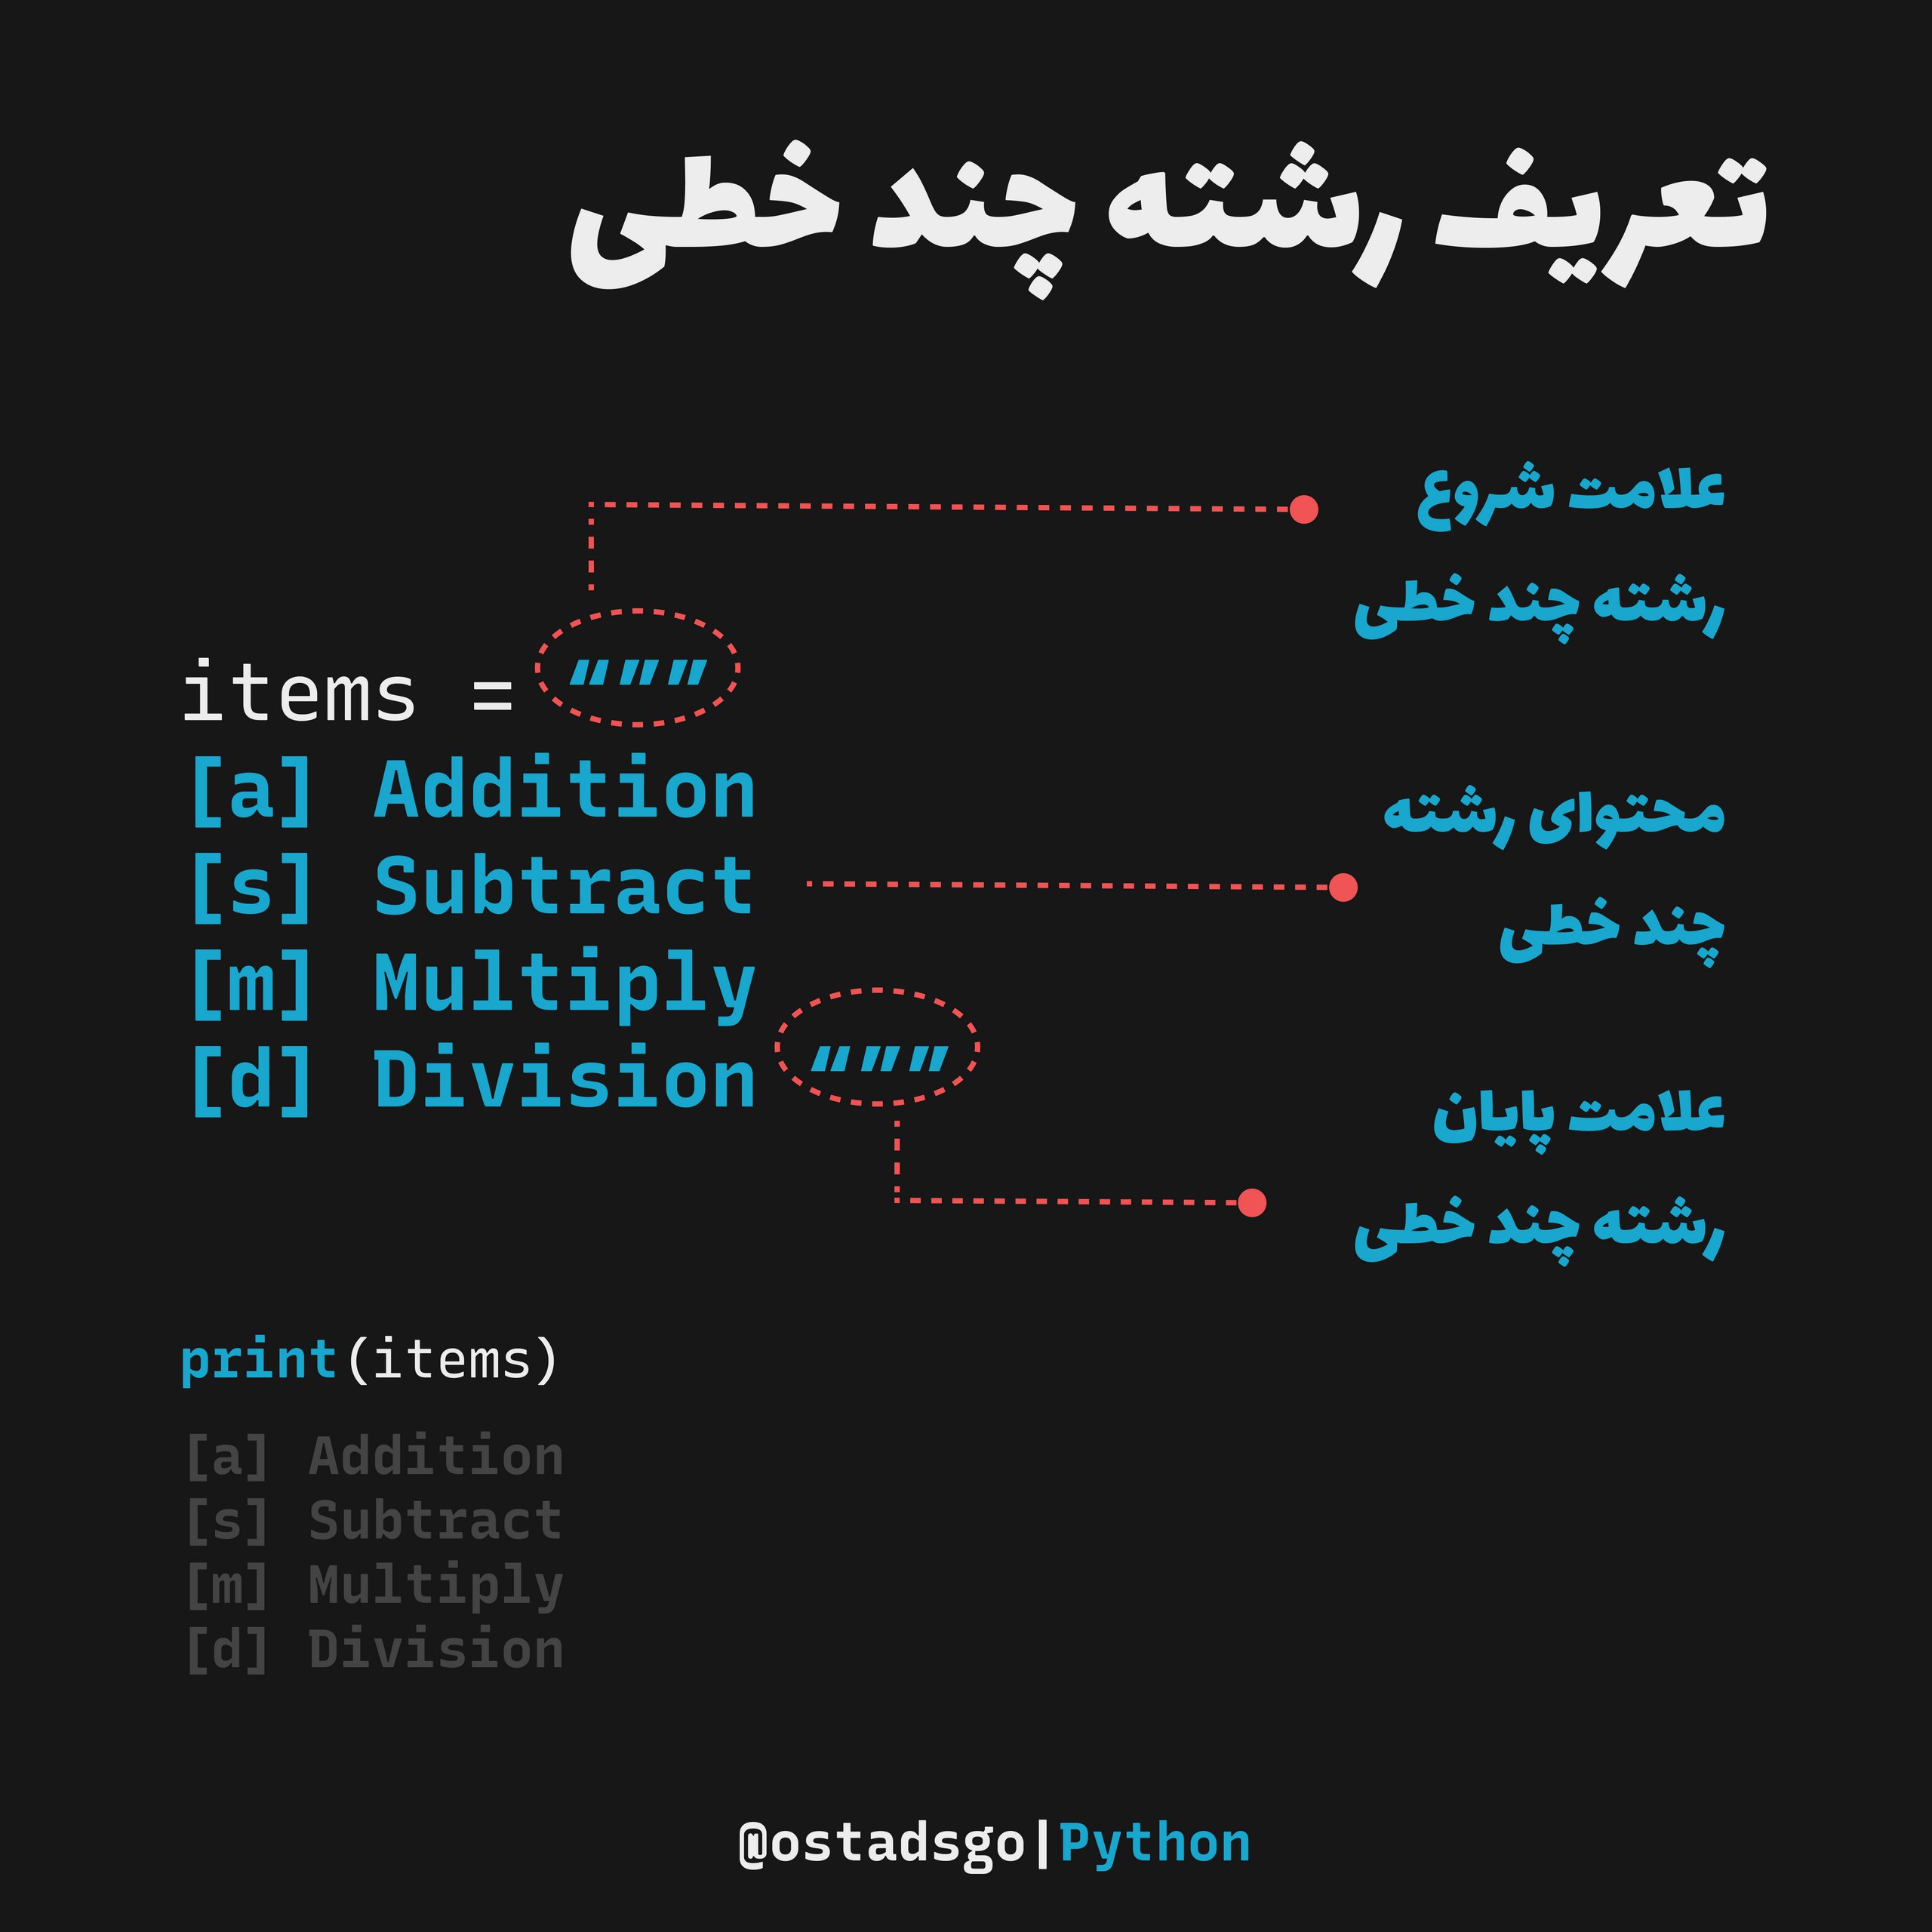 تعریف رشته چند خطی
علامت شروع
رشته چند خطی
items = """
[a] Addition
[s] Subtract
[m] Multiply
[d] Division """
محتوای رشته
چند خطی
علامت پایان
رشته چند خطی
print(items)
[a] Addition
[s] Subtract
[m] Multiply
[d] Division
@ostadsgo|Python